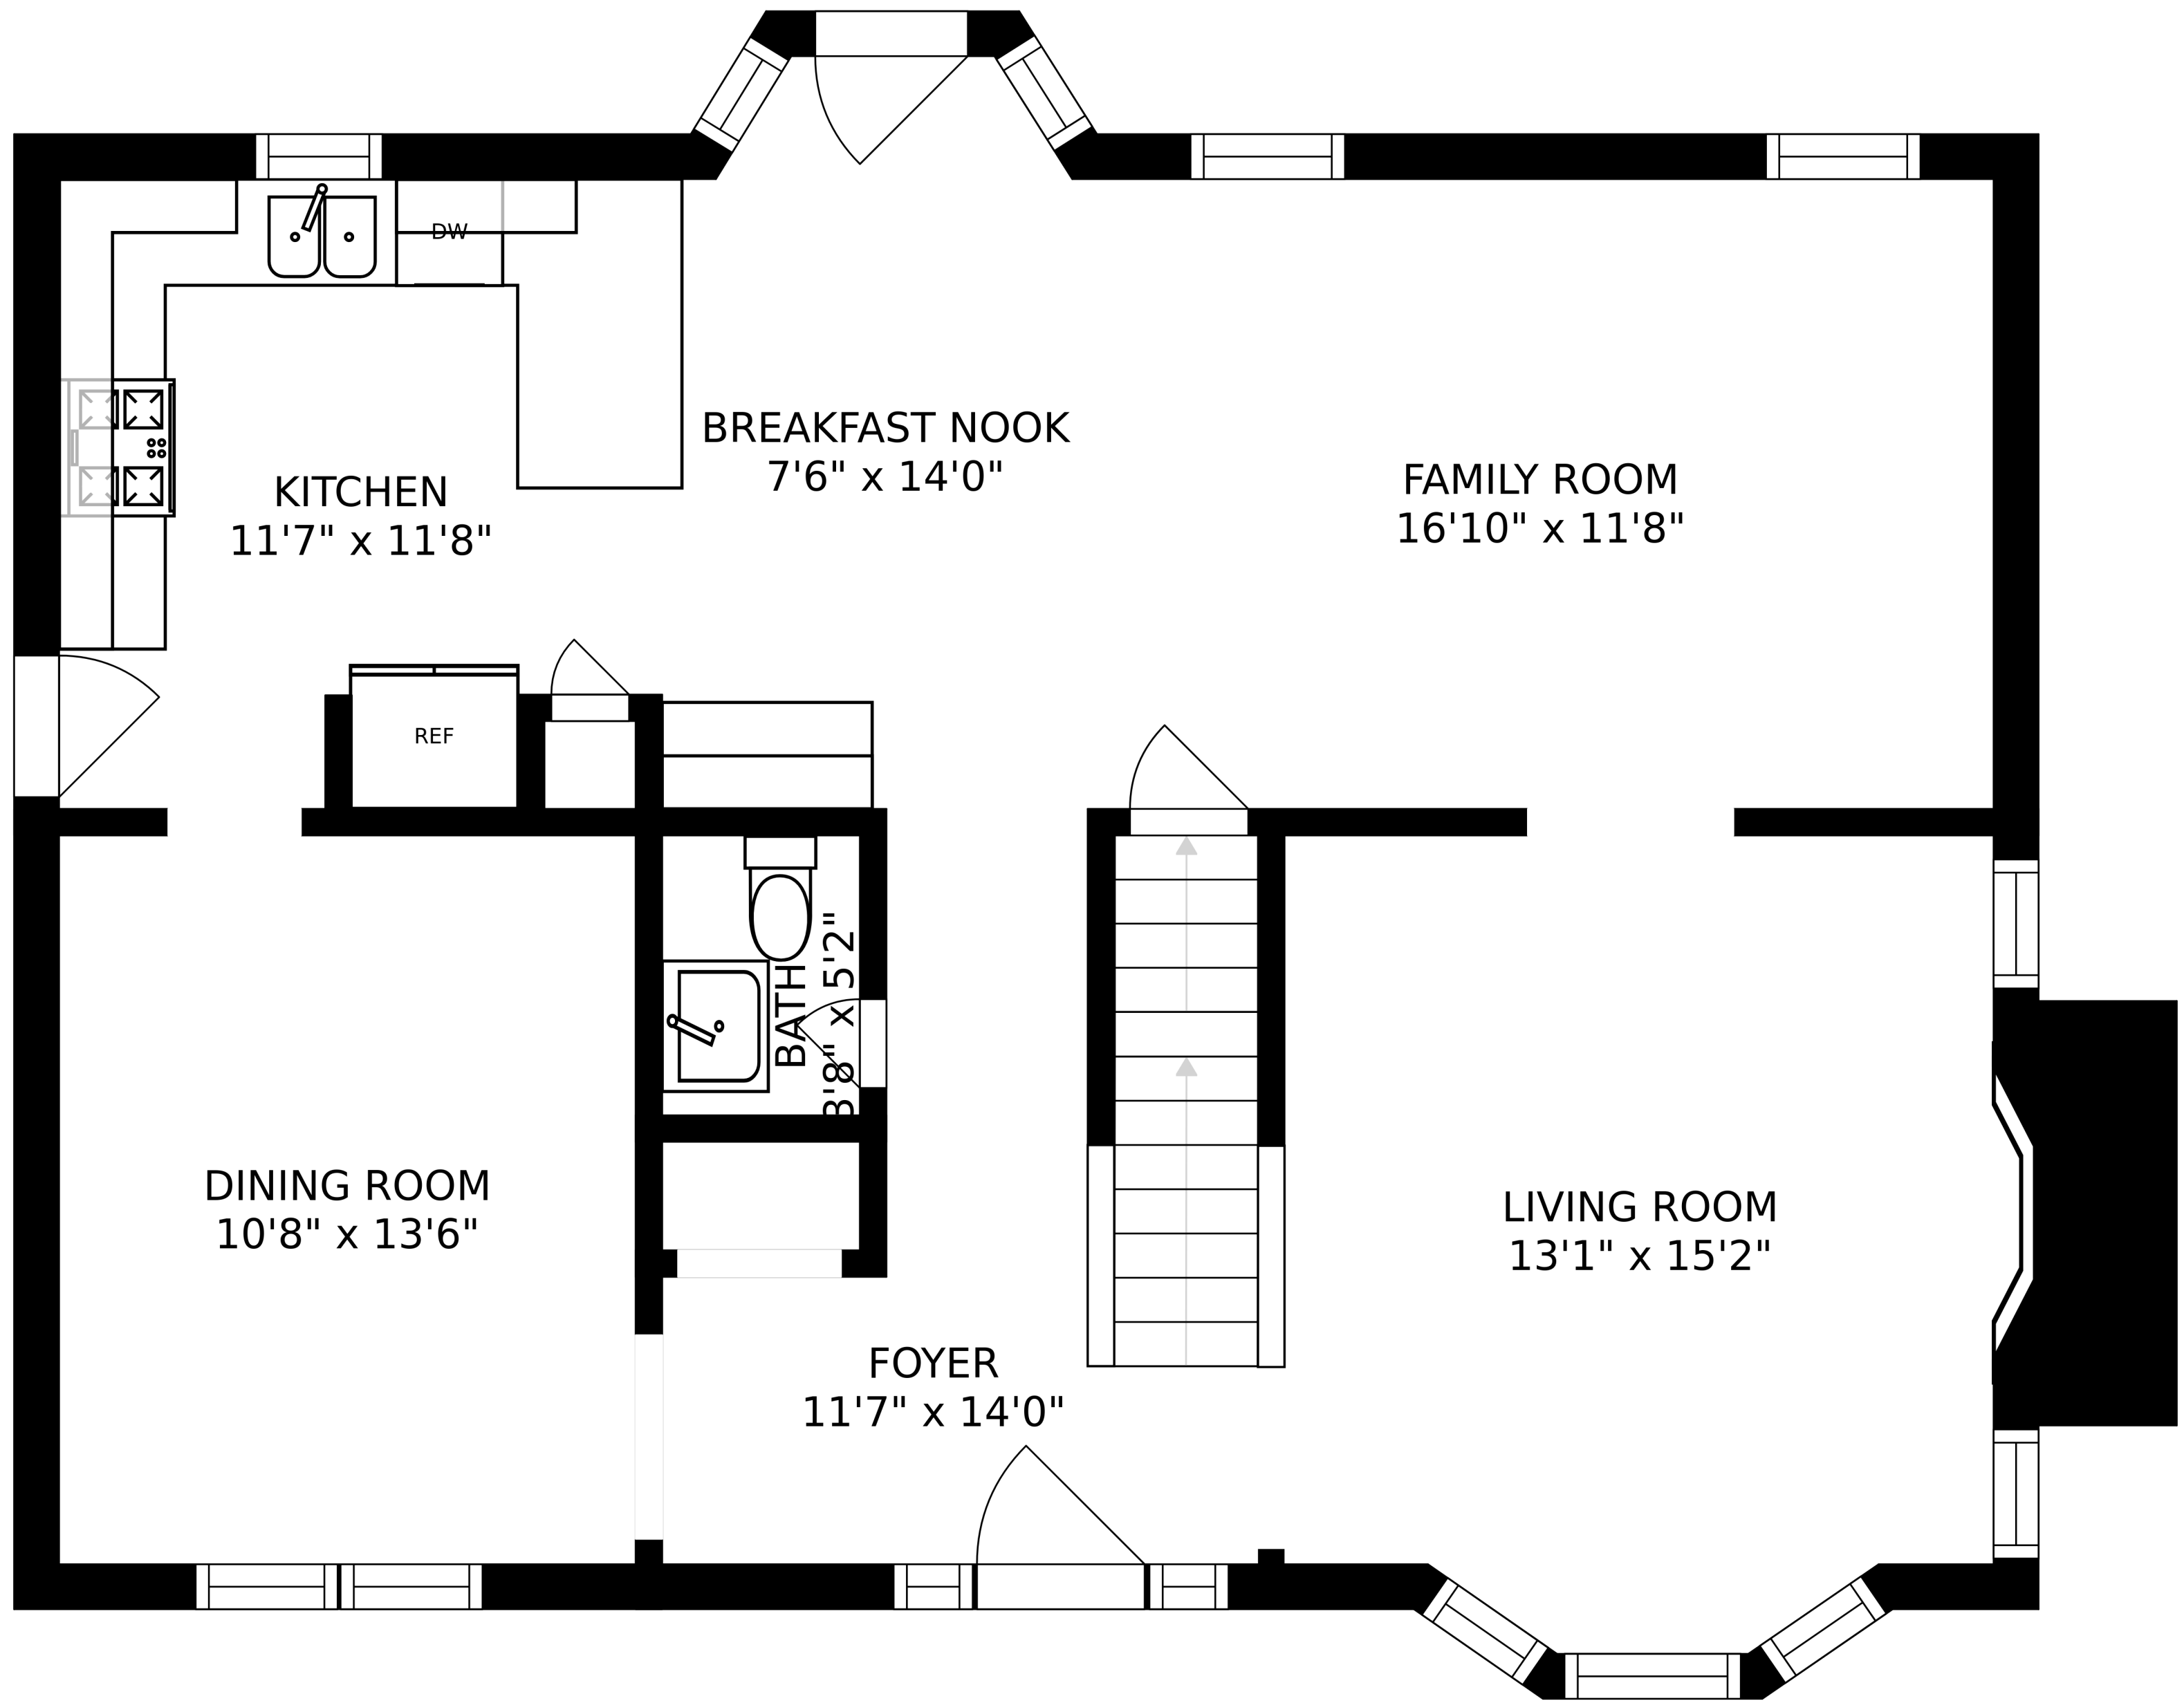 DW
BREAKFAST NOOK
7'6" x 14'0"
FAMILY ROOM
16'10" x 11'8"
KITCHEN
11'7" x 11'8"
REF
BATH
3'8" x 5'2"
DINING ROOM
10'8" x 13'6"
LIVING ROOM
13'1" x 15'2"
FOYER
11'7" x 14'0"